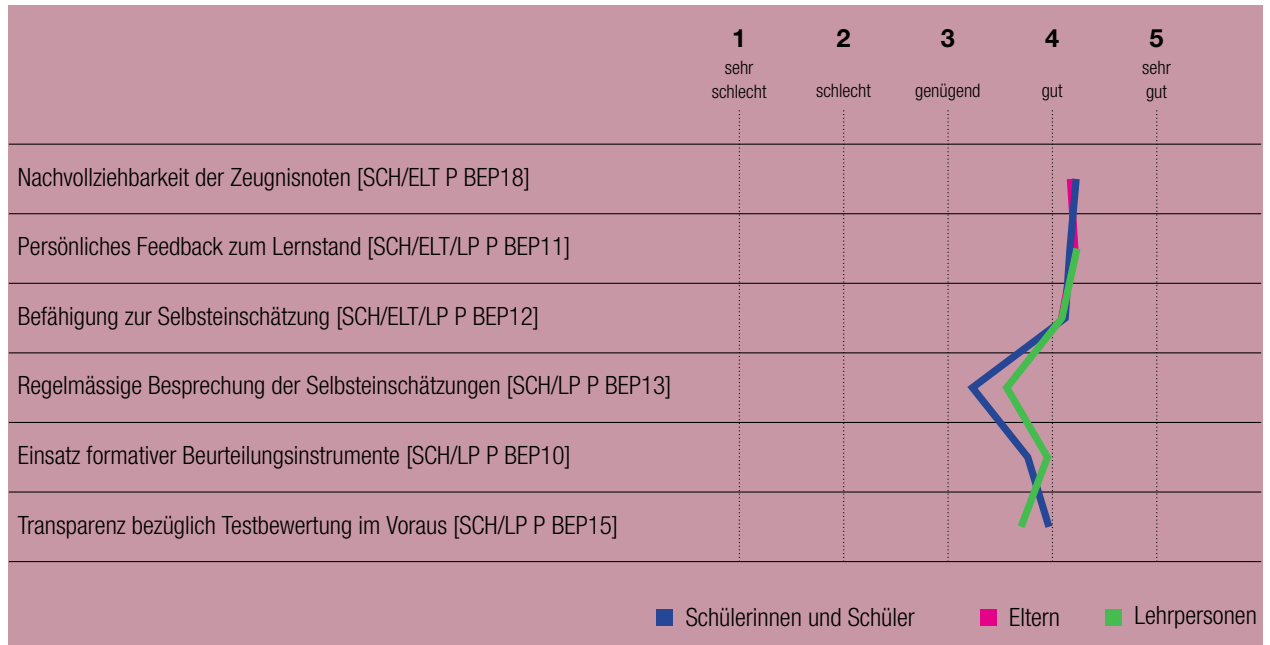 1 2 3 4 5
sehr schlecht schlecht genügend gut sehr gut
Nachvollziehbarkeit der Zeugnisnoten [SCH/ELT P BEP18]
Persönliches Feedback zum Lernstand [SCH/ELT/LP P BEP11]
Befähigung zur Selbsteinschätzung [SCH/ELT/LP P BEP12]
Regelmässige Besprechung der Selbsteinschätzungen [SCH/LP P BEP13]
Einsatz formativer Beurteilungsinstrumente [SCH/LP P BEP10]
Transparenz bezüglich Testbewertung im Voraus [SCH/LP P BEP15]
Schülerinnen und Schüler Eltern Lehrpersonen